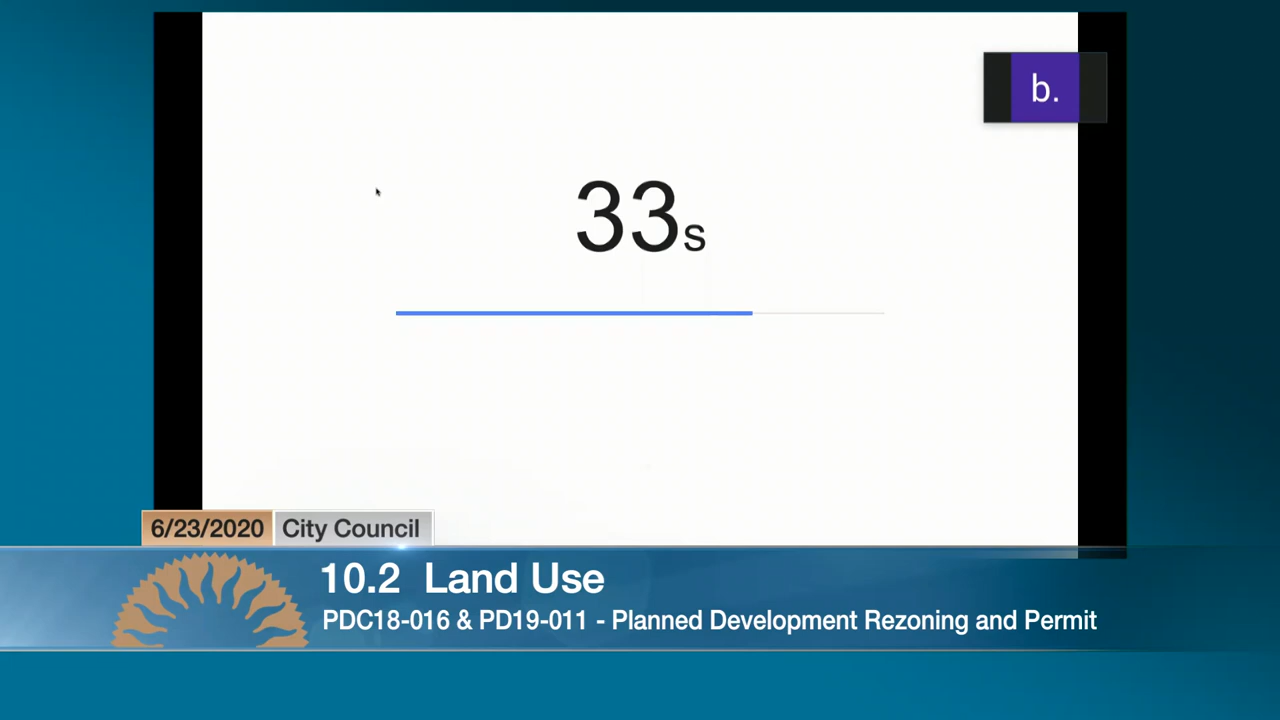 b.
33s
6/23/2020 City Council
10.2 Land Use
PDC18-016 & PD19-011 - Planned Development Rezoning and Permit